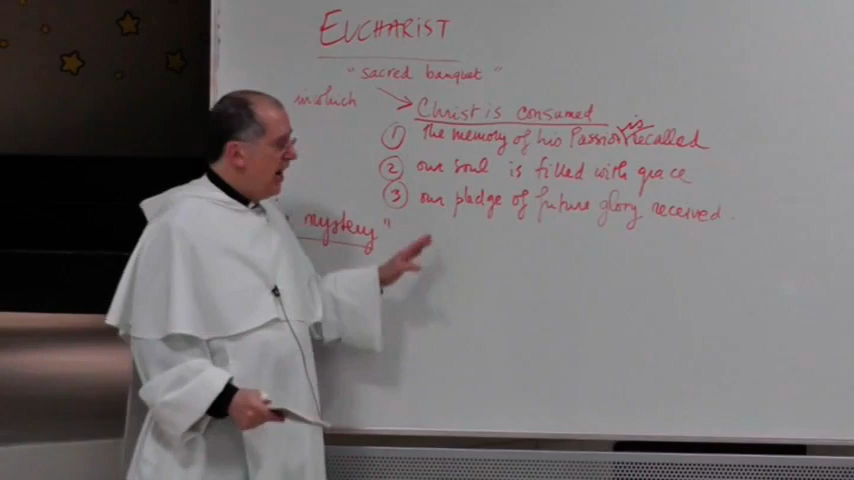 EUCHARIST
"sacred banquet"
in which
Christ is consumed
① the memory of his Passion is recalled
② our soul is filled with grace
③ our pledge of future glory received.
"mystery"